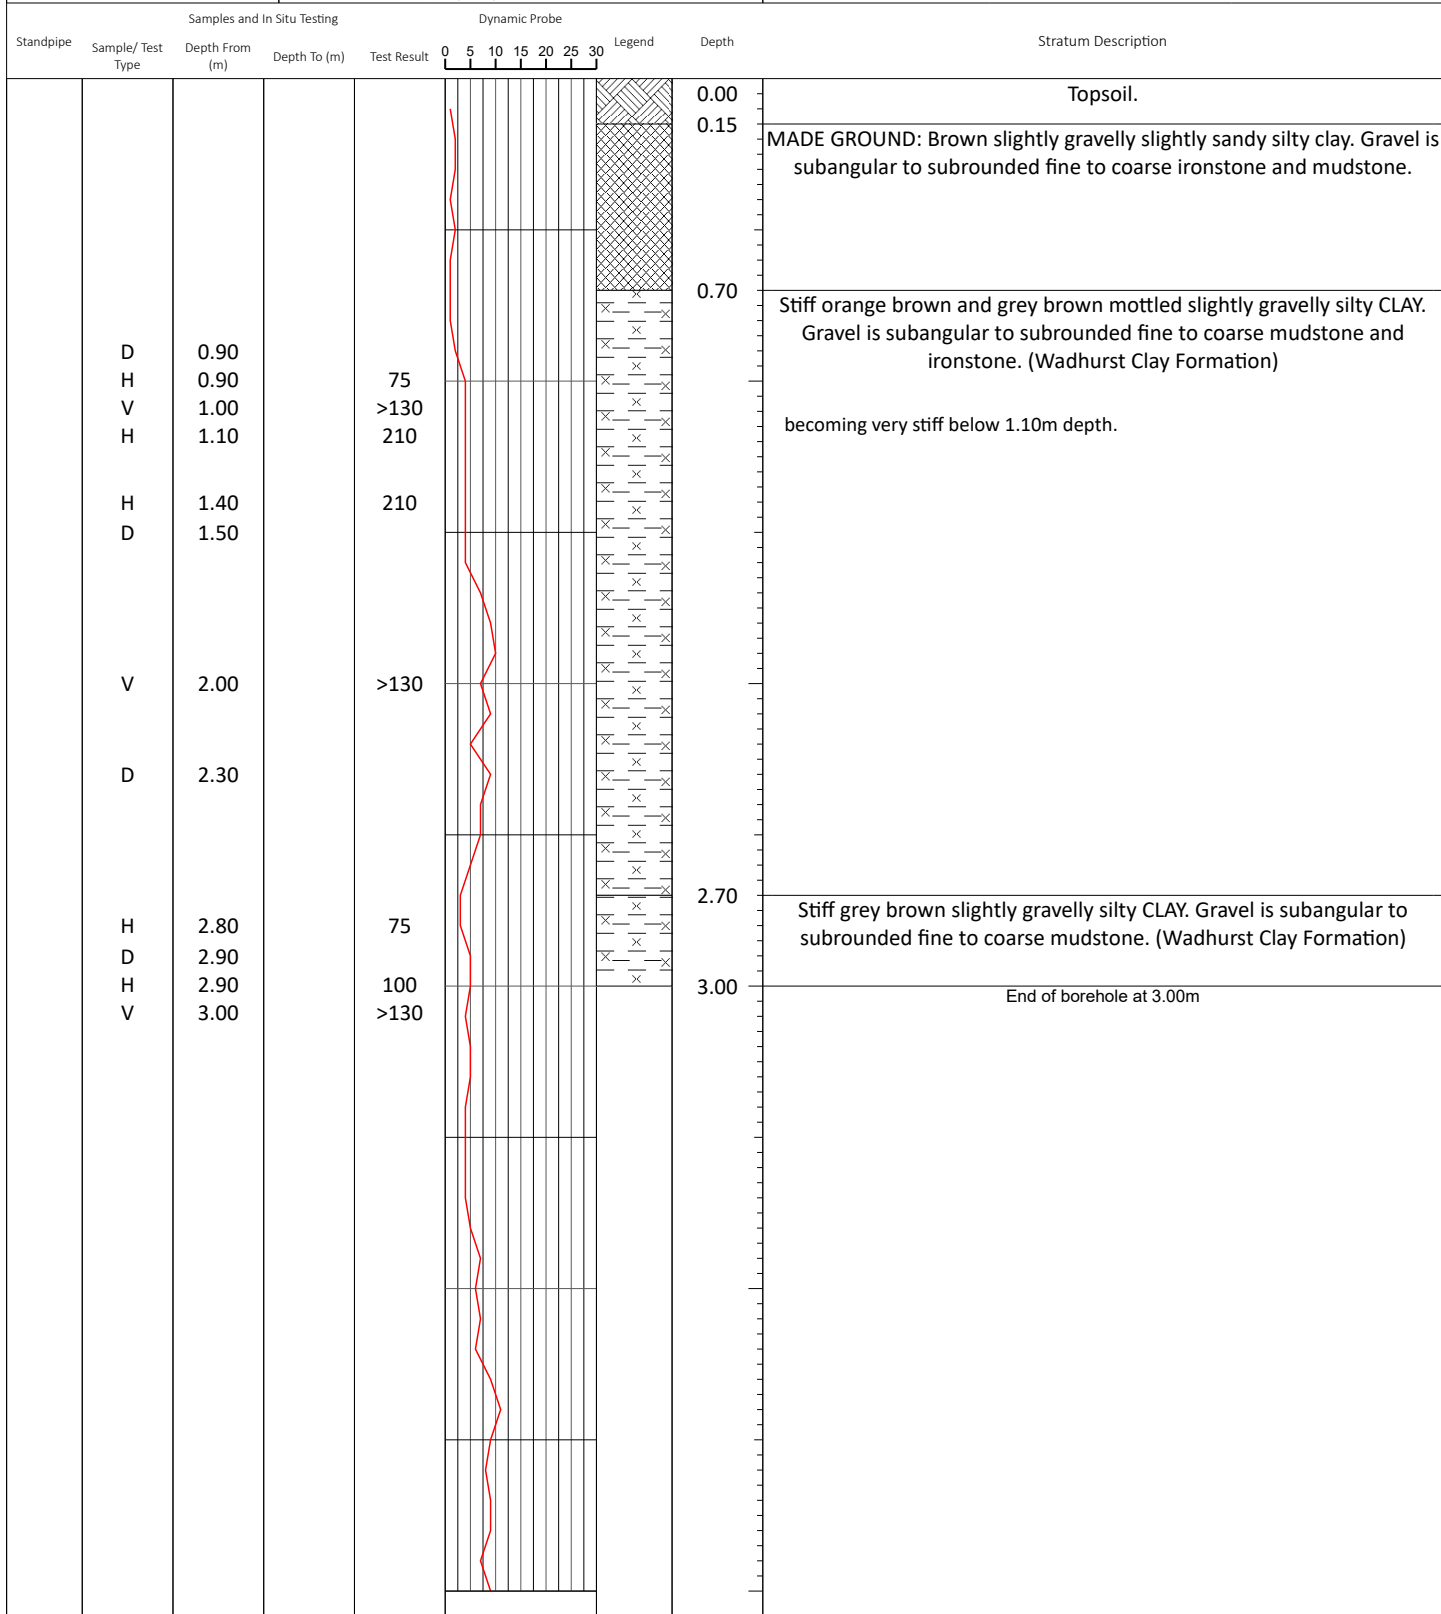 Samples and In Situ Testing
Dynamic Probe
Standpipe
Sample/ Test
Type
Depth From
(m)
Depth To (m)
Test Result
0 5 10 15 20 25 30
Legend
Depth
Stratum Description
0.00
Topsoil.
0.15
MADE GROUND: Brown slightly gravelly slightly sandy silty clay. Gravel is
subangular to subrounded fine to coarse ironstone and mudstone.
0.70
Stiff orange brown and grey brown mottled slightly gravelly silty CLAY.
Gravel is subangular to subrounded fine to coarse mudstone and
ironstone. (Wadhurst Clay Formation)
D 0.90
H 0.90 75
V 1.00 >130
H 1.10 210
becoming very stiff below 1.10m depth.
H 1.40 210
D 1.50
V 2.00 >130
D 2.30
2.70
Stiff grey brown slightly gravelly silty CLAY. Gravel is subangular to
subrounded fine to coarse mudstone. (Wadhurst Clay Formation)
H 2.80 75
D 2.90
H 2.90 100
V 3.00 >130
3.00
End of borehole at 3.00m